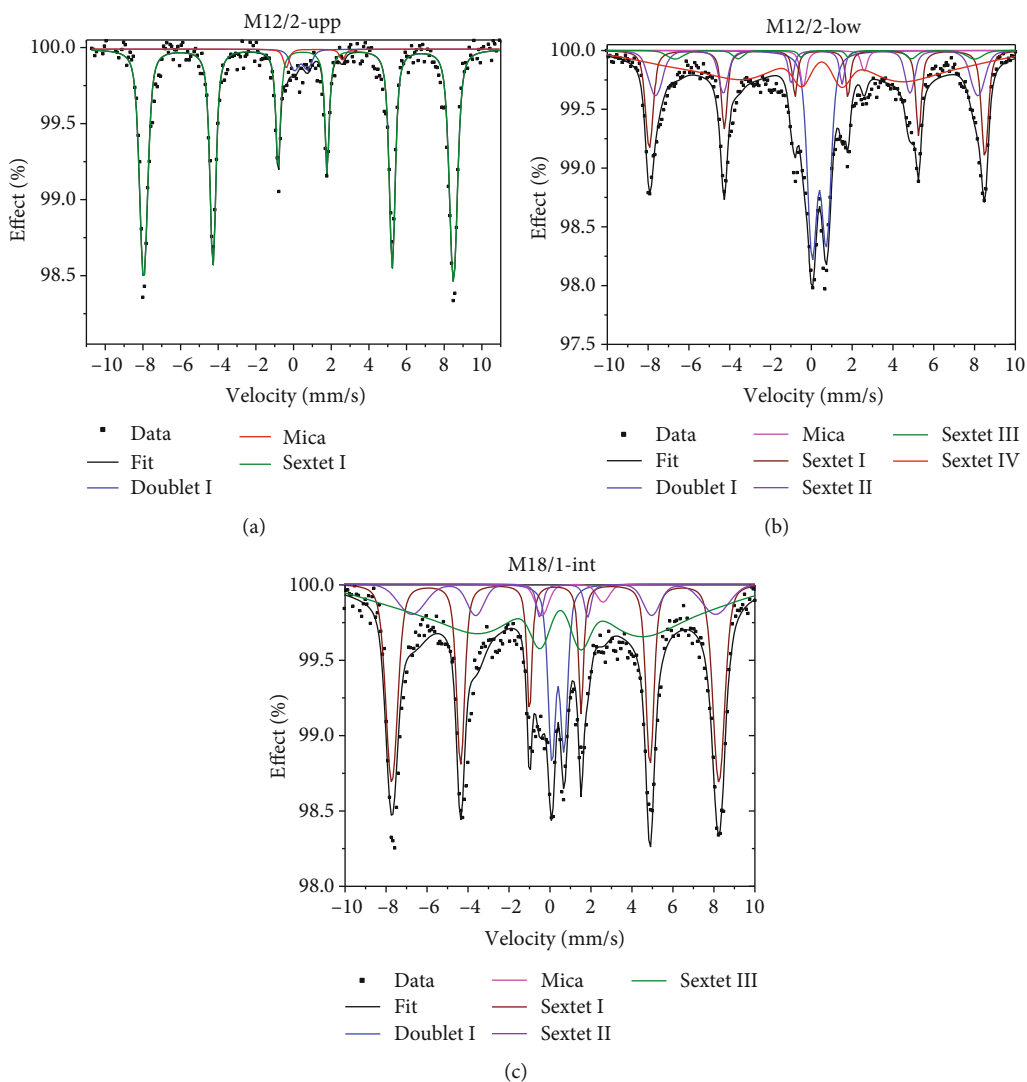 M12/2-upp
100.0
99.5
99.0
98.5
Effect (%)
−10 −8 −6 −4 −2 0 2 4 6 8 10
Velocity (mm/s)
Data
Mica
Fit
Sextet I
Doublet I
(a)
M12/2-low
100.0
99.5
99.0
98.5
98.0
97.5
Effect (%)
−10 −8 −6 −4 −2 0 2 4 6 8 10
Velocity (mm/s)
Data
Mica
Sextet III
Fit
Sextet I
Sextet IV
Doublet I
Sextet II
(b)
M18/1-int
100.0
99.5
99.0
98.5
98.0
Effect (%)
−10 −8 −6 −4 −2 0 2 4 6 8 10
Velocity (mm/s)
Data
Mica
Sextet III
Fit
Sextet I
Doublet I
Sextet II
(c)